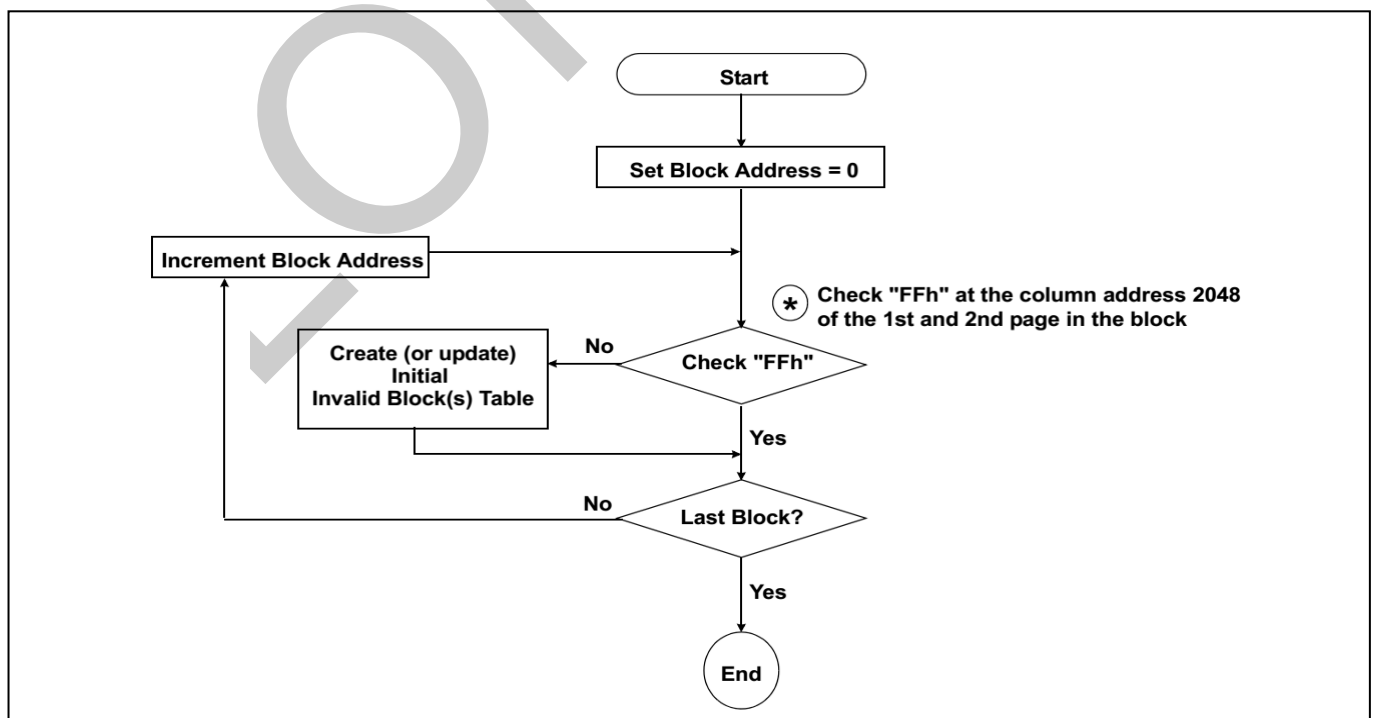 Start
Set Block Address = 0
Increment Block Address
* Check "FFh" at the column address 2048
of the 1st and 2nd page in the block
Create (or update)
Initial
Invalid Block(s) Table
No
Check "FFh"
Yes
No
Last Block?
Yes
End